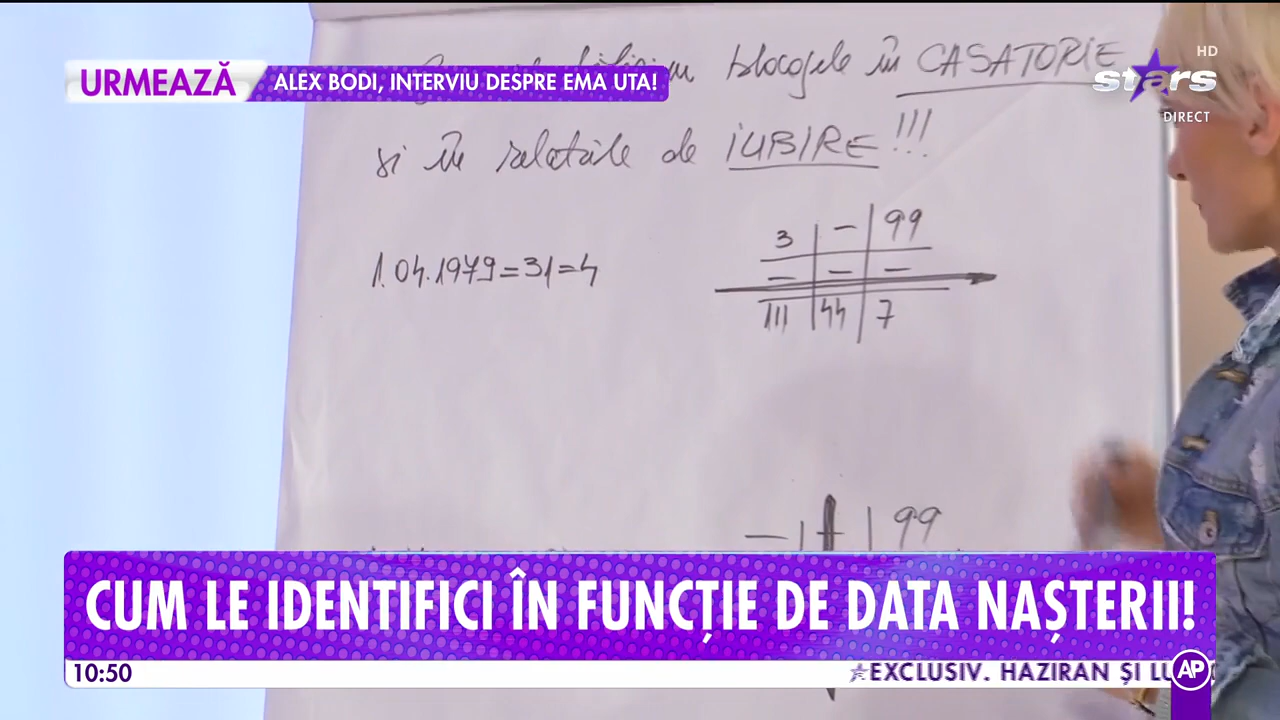 HD
stars
DIRECT
URMEAZĂ
ALEX BODI, INTERVIU DESPRE EMA UTA!
blocajele în CASATORIE
și în relațiile de IUBIRE!!!
3 | — | 99
1.04.1979=31=4
— | — | —
111 | 44 | 7
— | | 99
CUM LE IDENTIFICI ÎN FUNCȚIE DE DATA NAȘTERII!
10:50
EXCLUSIV. HAZIRAN ȘI
AP